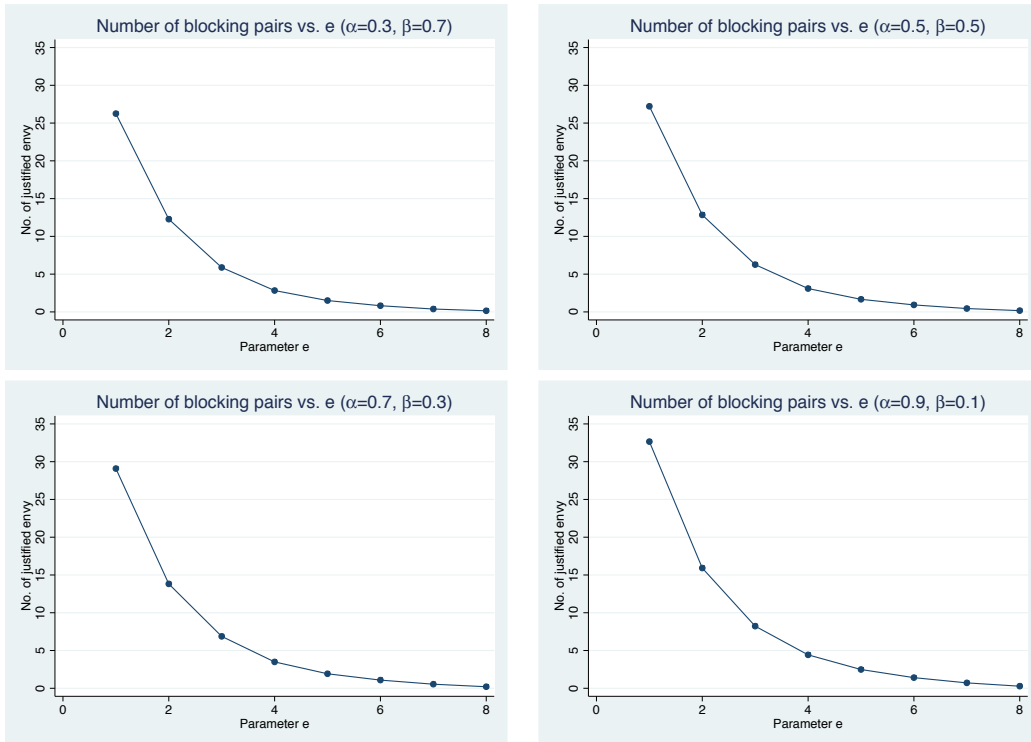 Number of blocking pairs vs. e (α=0.3, β=0.7)
No. of justified envy
35
30
25
20
15
10
5
0
0 2 4 6 8
Parameter e
Number of blocking pairs vs. e (α=0.5, β=0.5)
No. of justified envy
35
30
25
20
15
10
5
0
0 2 4 6 8
Parameter e
Number of blocking pairs vs. e (α=0.7, β=0.3)
No. of justified envy
35
30
25
20
15
10
5
0
0 2 4 6 8
Parameter e
Number of blocking pairs vs. e (α=0.9, β=0.1)
No. of justified envy
35
30
25
20
15
10
5
0
0 2 4 6 8
Parameter e